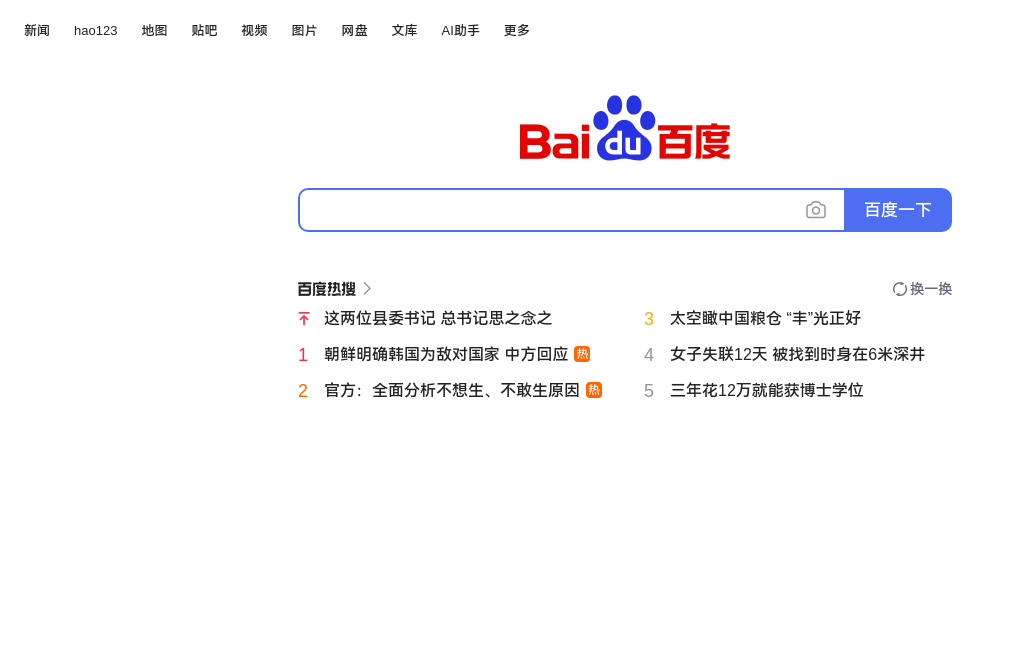 新闻 hao123 地图 贴吧 视频 图片 网盘 文库 AI助手 更多
Bai du 百度
百度一下
百度热搜
换一换
这两位县委书记 总书记思之念之
1 朝鲜明确韩国为敌对国家 中方回应 热
2 官方：全面分析不想生、不敢生原因 热
3 太空瞰中国粮仓 “丰”光正好
4 女子失联12天 被找到时身在6米深井
5 三年花12万就能获博士学位